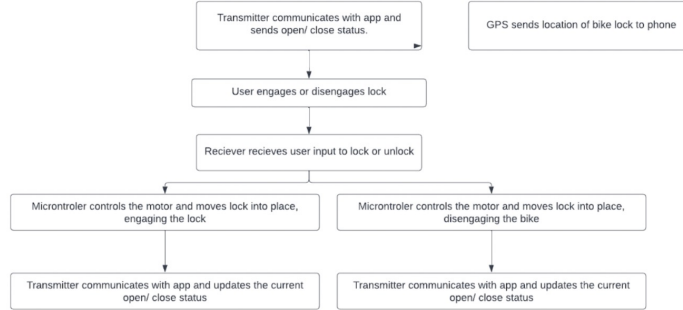 Transmitter communicates with app and
sends open/ close status.
GPS sends location of bike lock to phone
User engages or disengages lock
Reciever recieves user input to lock or unlock
Microntroler controls the motor and moves lock into place,
engaging the lock
Microntroler controls the motor and moves lock into place,
disengaging the bike
Transmitter communicates with app and updates the current
open/ close status
Transmitter communicates with app and updates the current
open/ close status